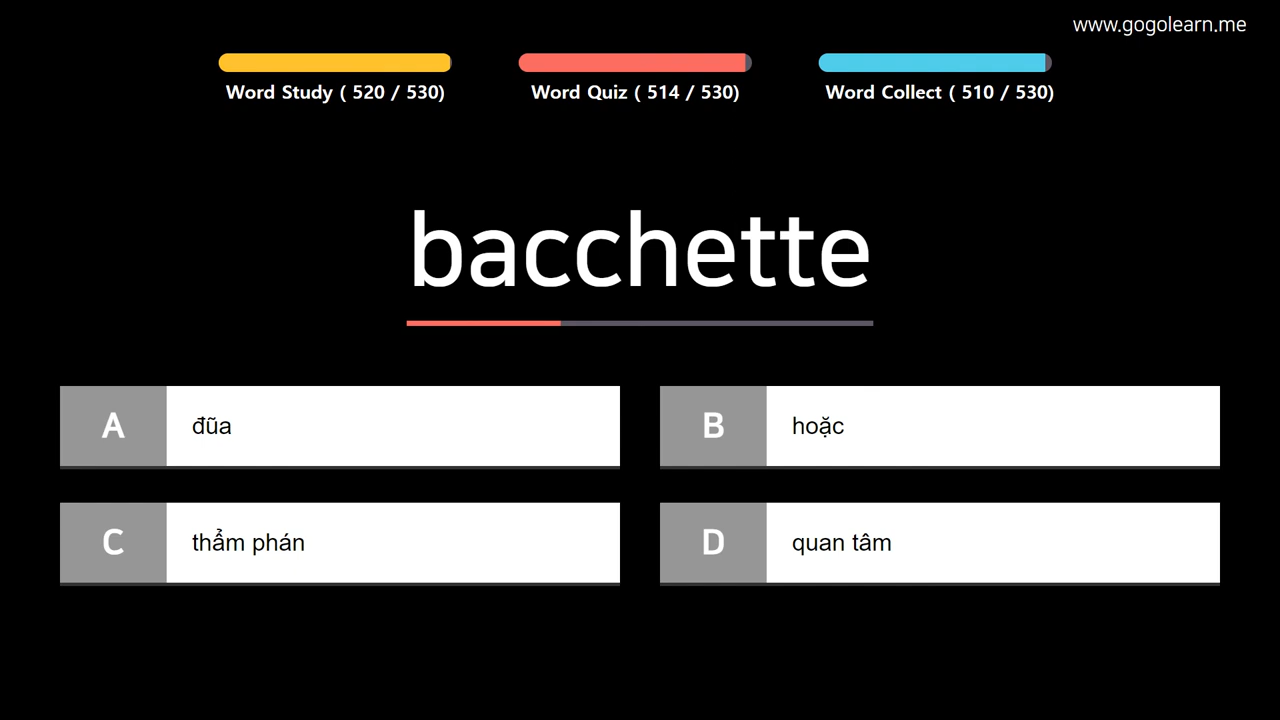 www.gogolearn.me
Word Study ( 520 / 530)
Word Quiz ( 514 / 530)
Word Collect ( 510 / 530)
bacchette
A đũa
B hoặc
C thẩm phán
D quan tâm